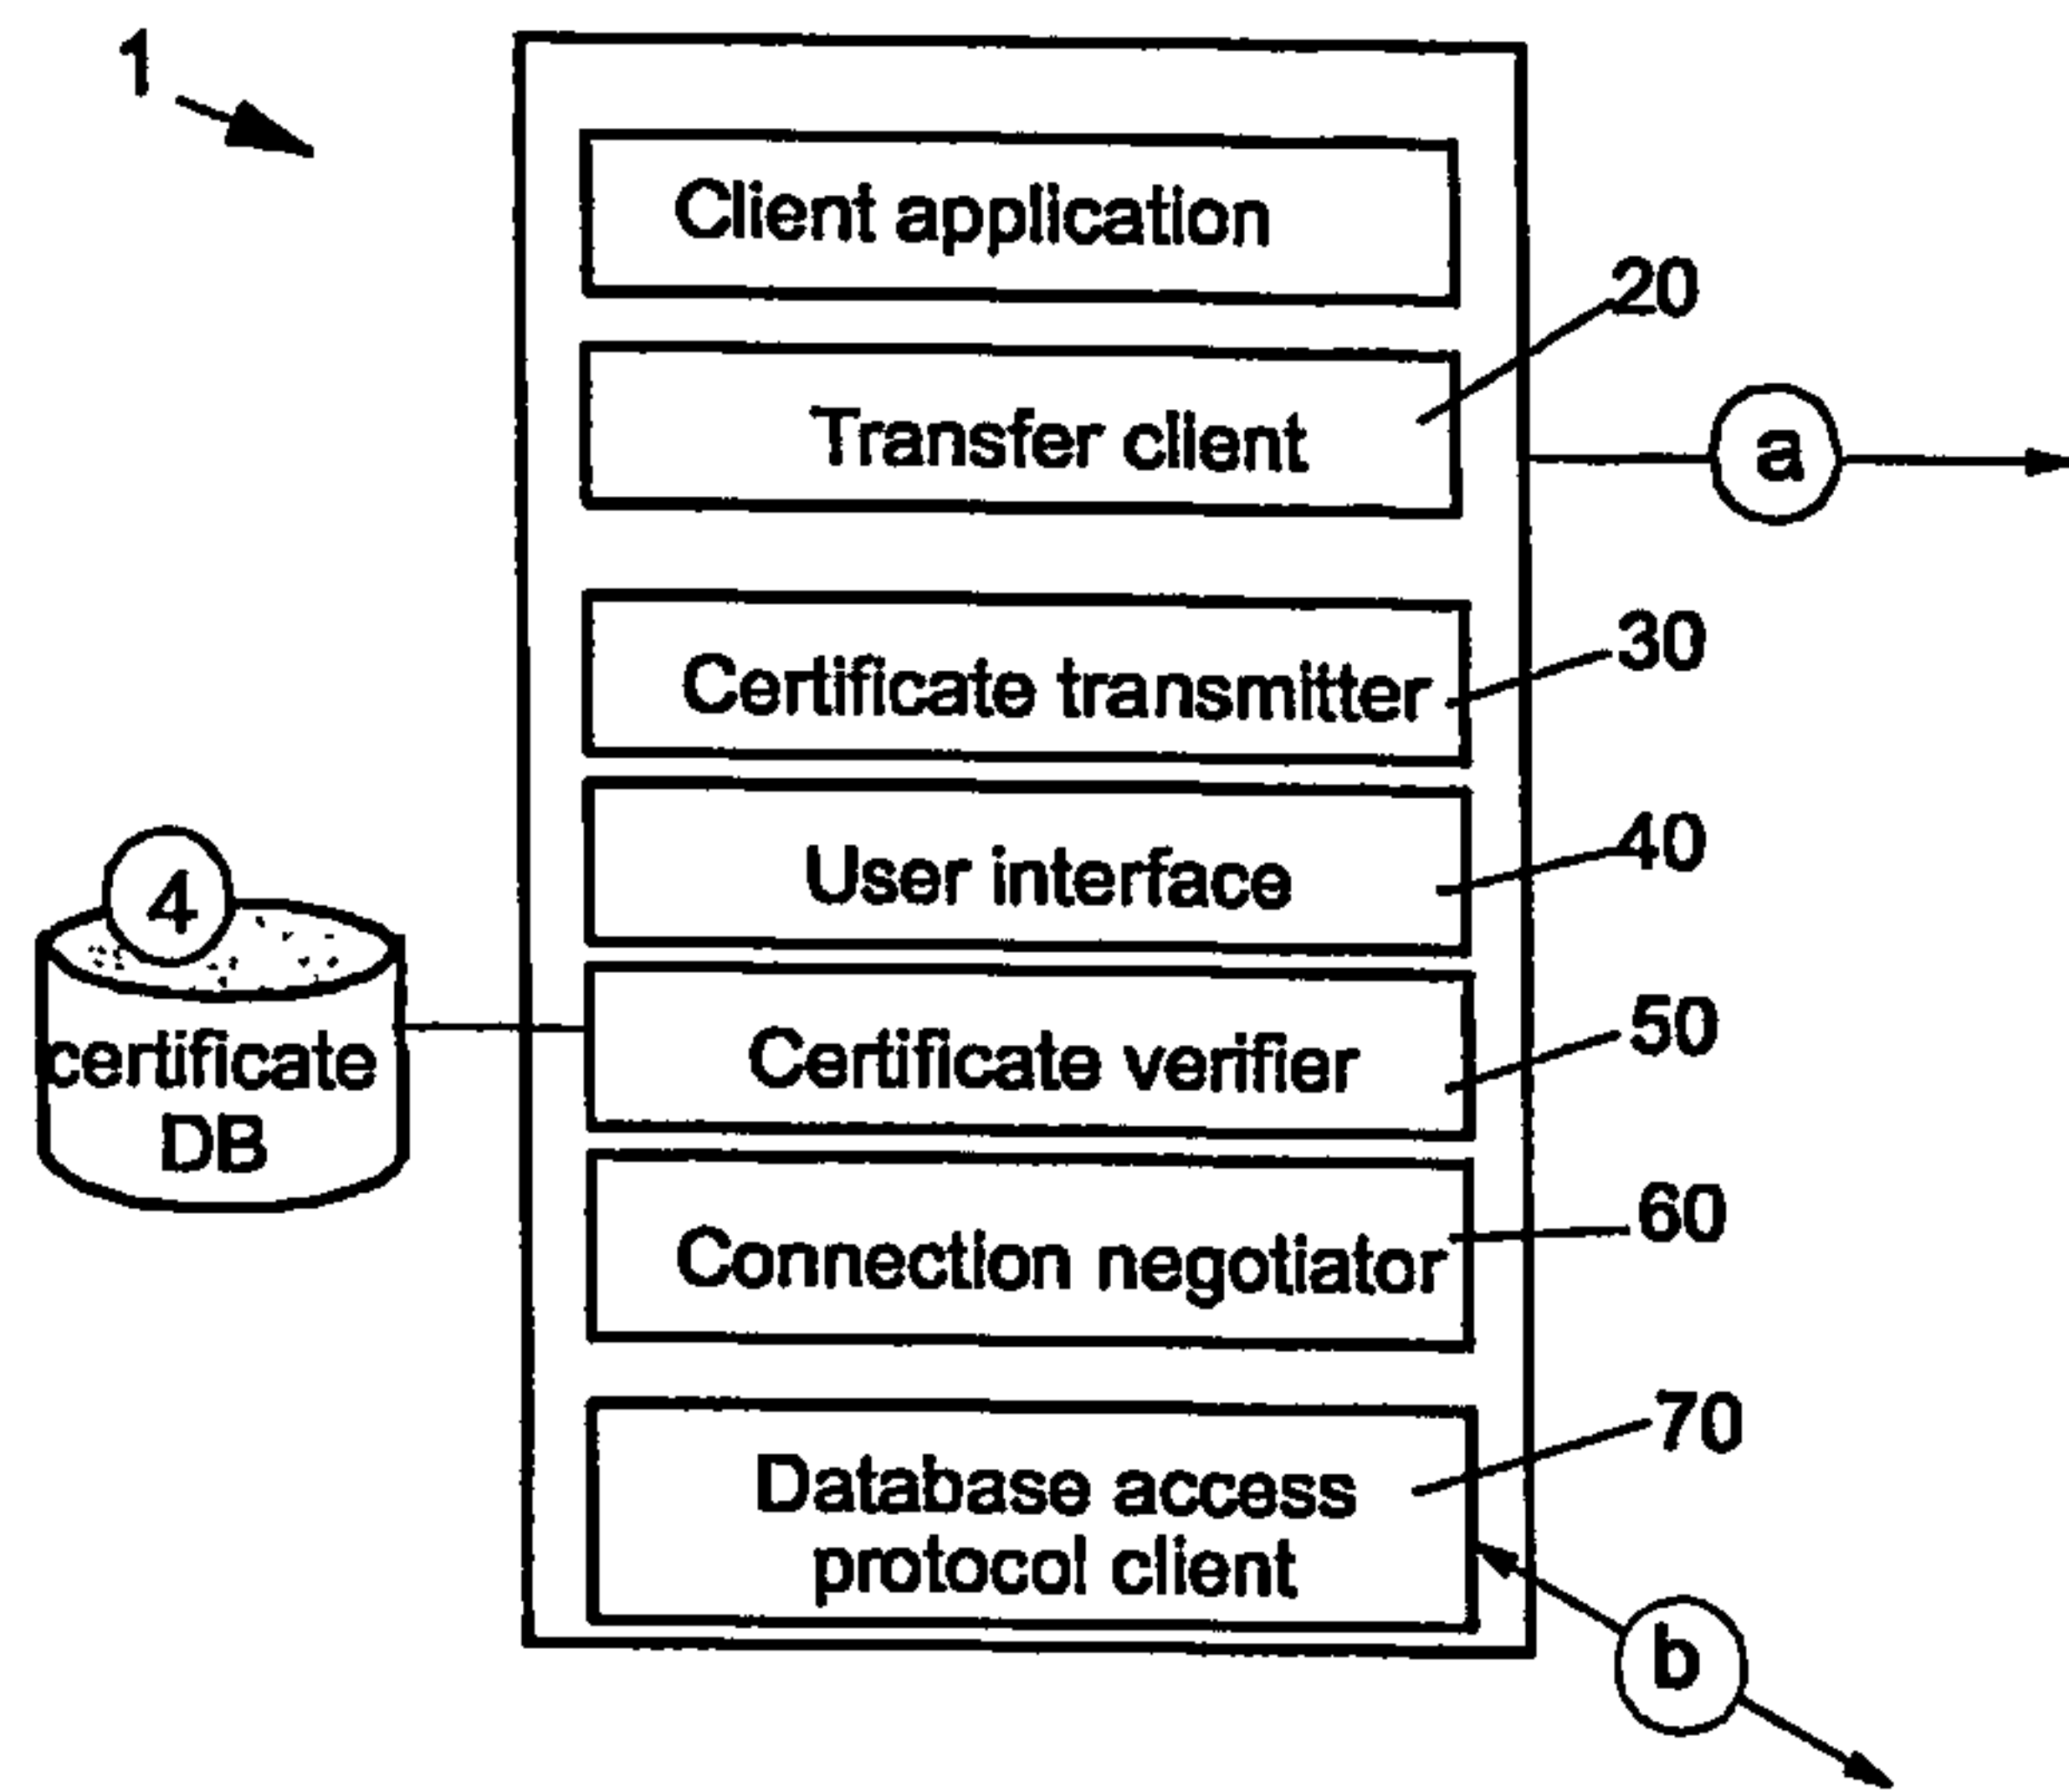 1
Client application
20
Transfer client
a
30
Certificate transmitter
40
User interface
4
certificate
DB
50
Certificate verifier
60
Connection negotiator
70
Database access
protocol client
b